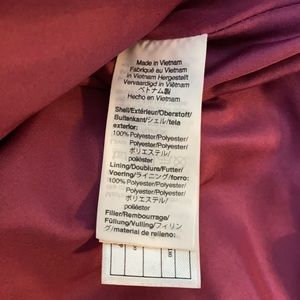 Made in Vietnam
Fabriqué au Vietnam
in Vietnam Hergestellt
Vervaardigd in Viëtnam
ベトナム製
Hecho en Vietnam
Shell/Extérieur/Oberstoff/
Buitenkant/シェル/tela
exterior:
100% Polyester/Polyester/
Polyester/Polyester/
ポリエステル/
poliéster
Lining/Doublure/Futter/
Voering/ライニング/forro:
100% Polyester/Polyester/
Polyester/Polyester/
ポリエステル/
poliéster
Filler/Rembourrage/
Füllung/Vulling/フィリン
グ/material de relleno: